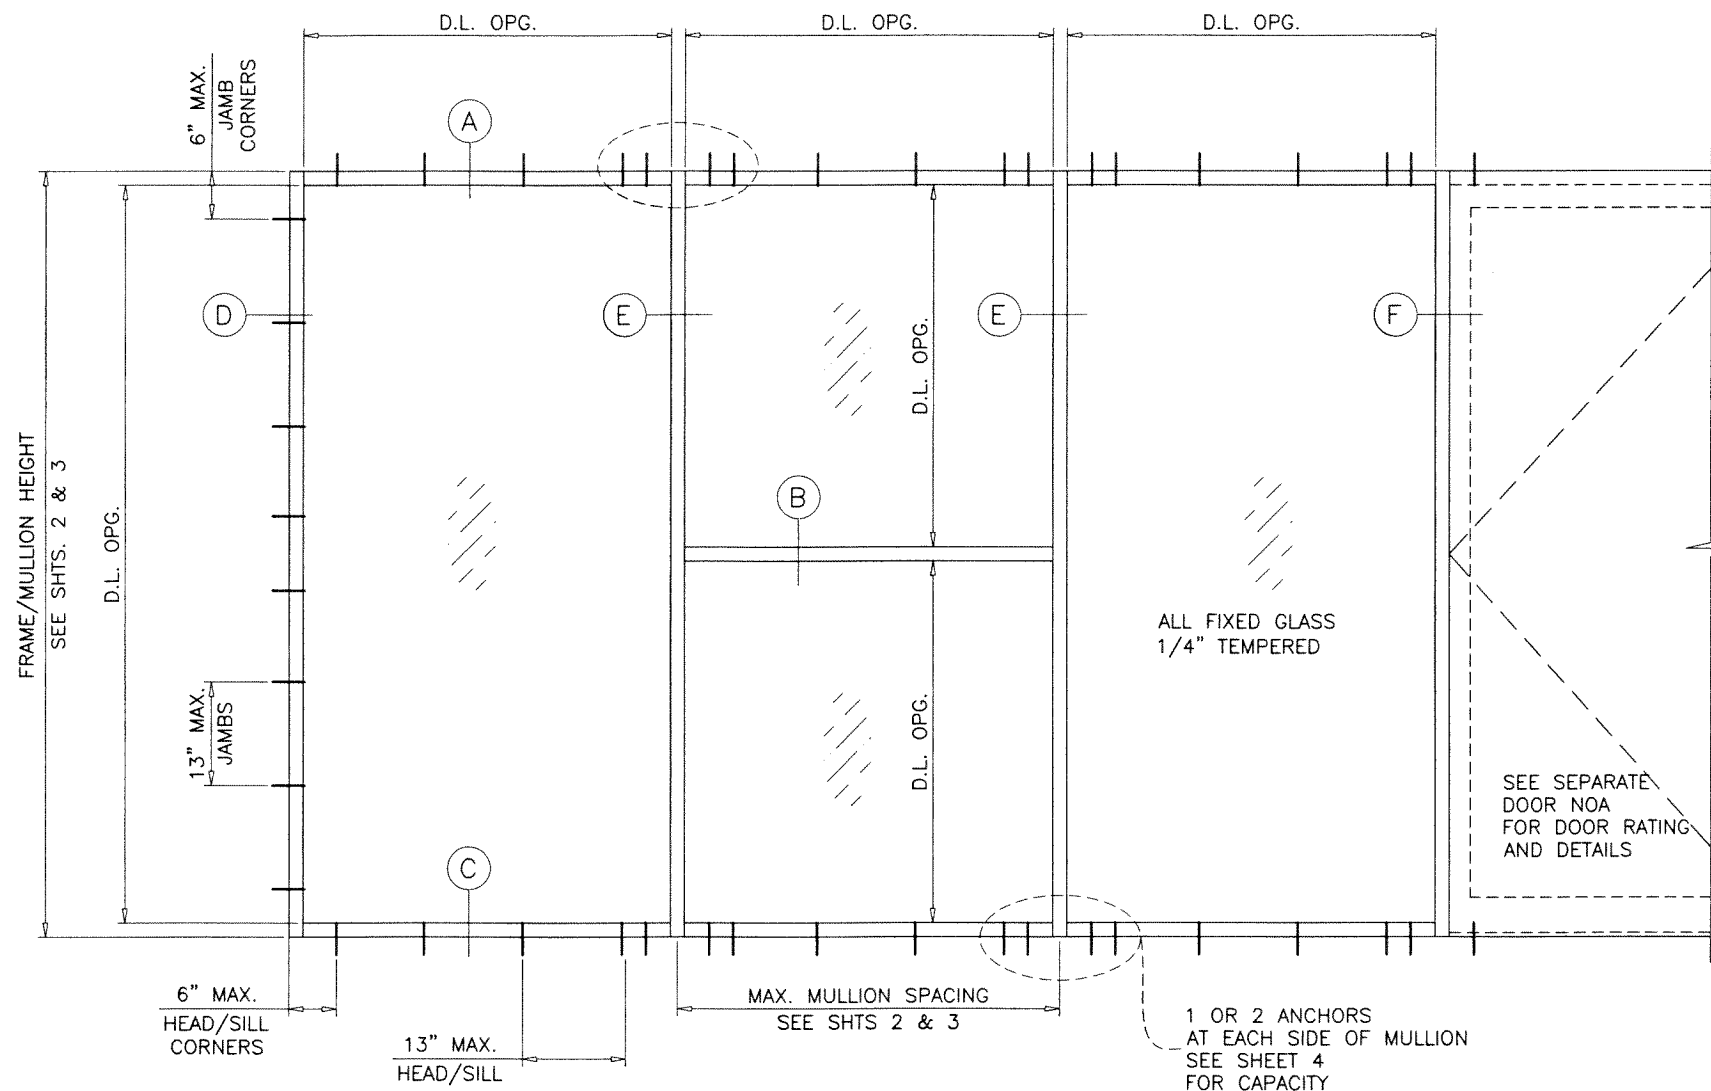 D.L. OPG.
D.L. OPG.
D.L. OPG.
6" MAX.
JAMB
CORNERS
A
D
E
E
F
D.L. OPG.
FRAME/MULLION HEIGHT
SEE SHTS. 2 & 3
D.L. OPG.
B
ALL FIXED GLASS
1/4" TEMPERED
13" MAX.
JAMBS
D.L. OPG.
SEE SEPARATE
DOOR NOA
FOR DOOR RATING
AND DETAILS
C
6" MAX.
HEAD/SILL
CORNERS
13" MAX.
HEAD/SILL
MAX. MULLION SPACING
SEE SHTS 2 & 3
1 OR 2 ANCHORS
AT EACH SIDE OF MULLION
SEE SHEET 4
FOR CAPACITY